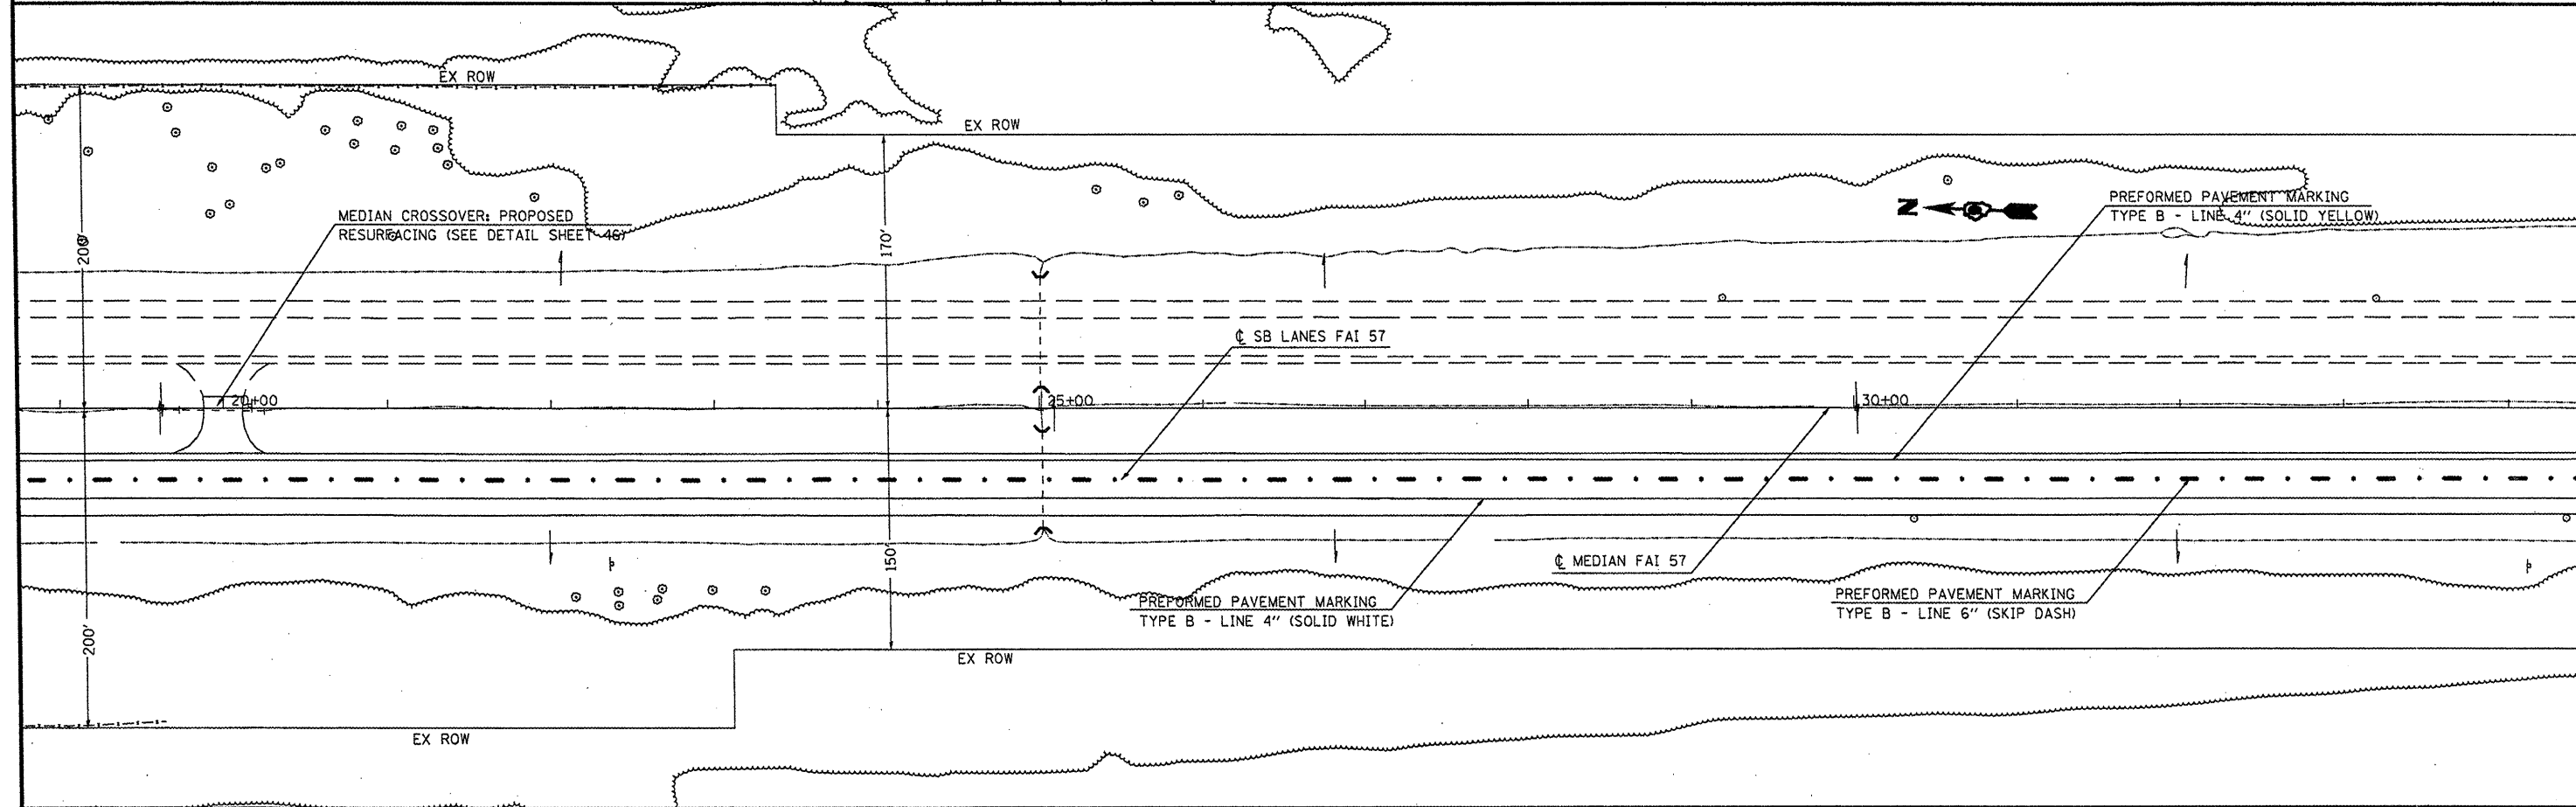 EX ROW
EX ROW
MEDIAN CROSSOVER: PROPOSED
RESURFACING (SEE DETAIL SHEET 46)
200'
170'
N
PREFORMED PAVEMENT MARKING
TYPE B - LINE 4" (SOLID YELLOW)
℄ SB LANES FAI 57
20+00
25+00
30+00
150'
℄ MEDIAN FAI 57
PREFORMED PAVEMENT MARKING
TYPE B - LINE 4" (SOLID WHITE)
PREFORMED PAVEMENT MARKING
TYPE B - LINE 6" (SKIP DASH)
200'
EX ROW
EX ROW